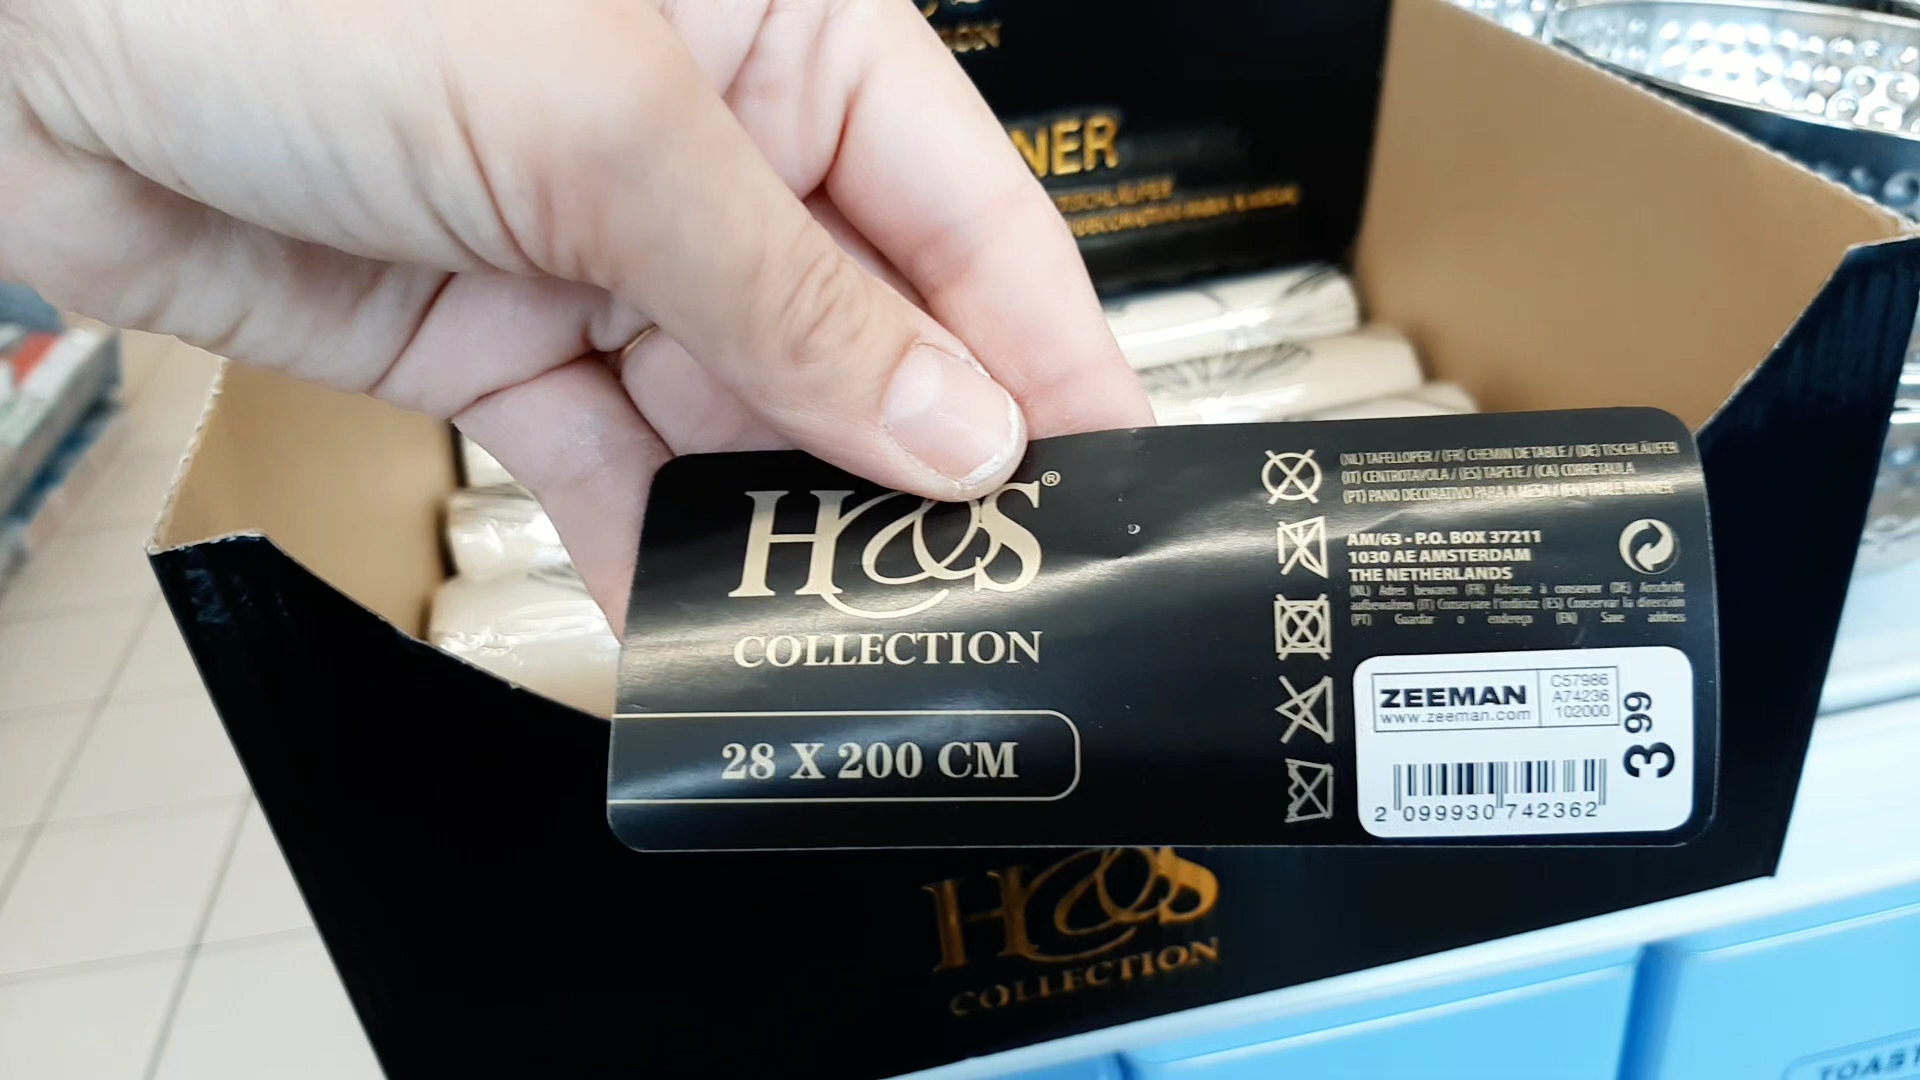 NER
TISCHLÄUFER
H&S®
COLLECTION
28 X 200 CM
(NL) TAFELLOPER / (FR) CHEMIN DE TABLE / (DE) TISCHLÄUFER
(IT) CENTROTAVOLA / (ES) TAPETE / (CA) CORRETAULA
(PT) PANO DECORATIVO PARA A MESA / (EN) TABLE RUNNER
AM/63 - P.O. BOX 37211
1030 AE AMSTERDAM
THE NETHERLANDS
(NL) Adres bewaren (FR) Adresse à conserver (DE) Anschrift
aufbewahren (IT) Conservare l'indirizzo (ES) Conservar la dirección
(PT) Guardar o endereço (EN) Save address
ZEEMAN
www.zeeman.com
C57986
A74236
102000
3 99
2 099930 742362
H&S
COLLECTION
TOAST